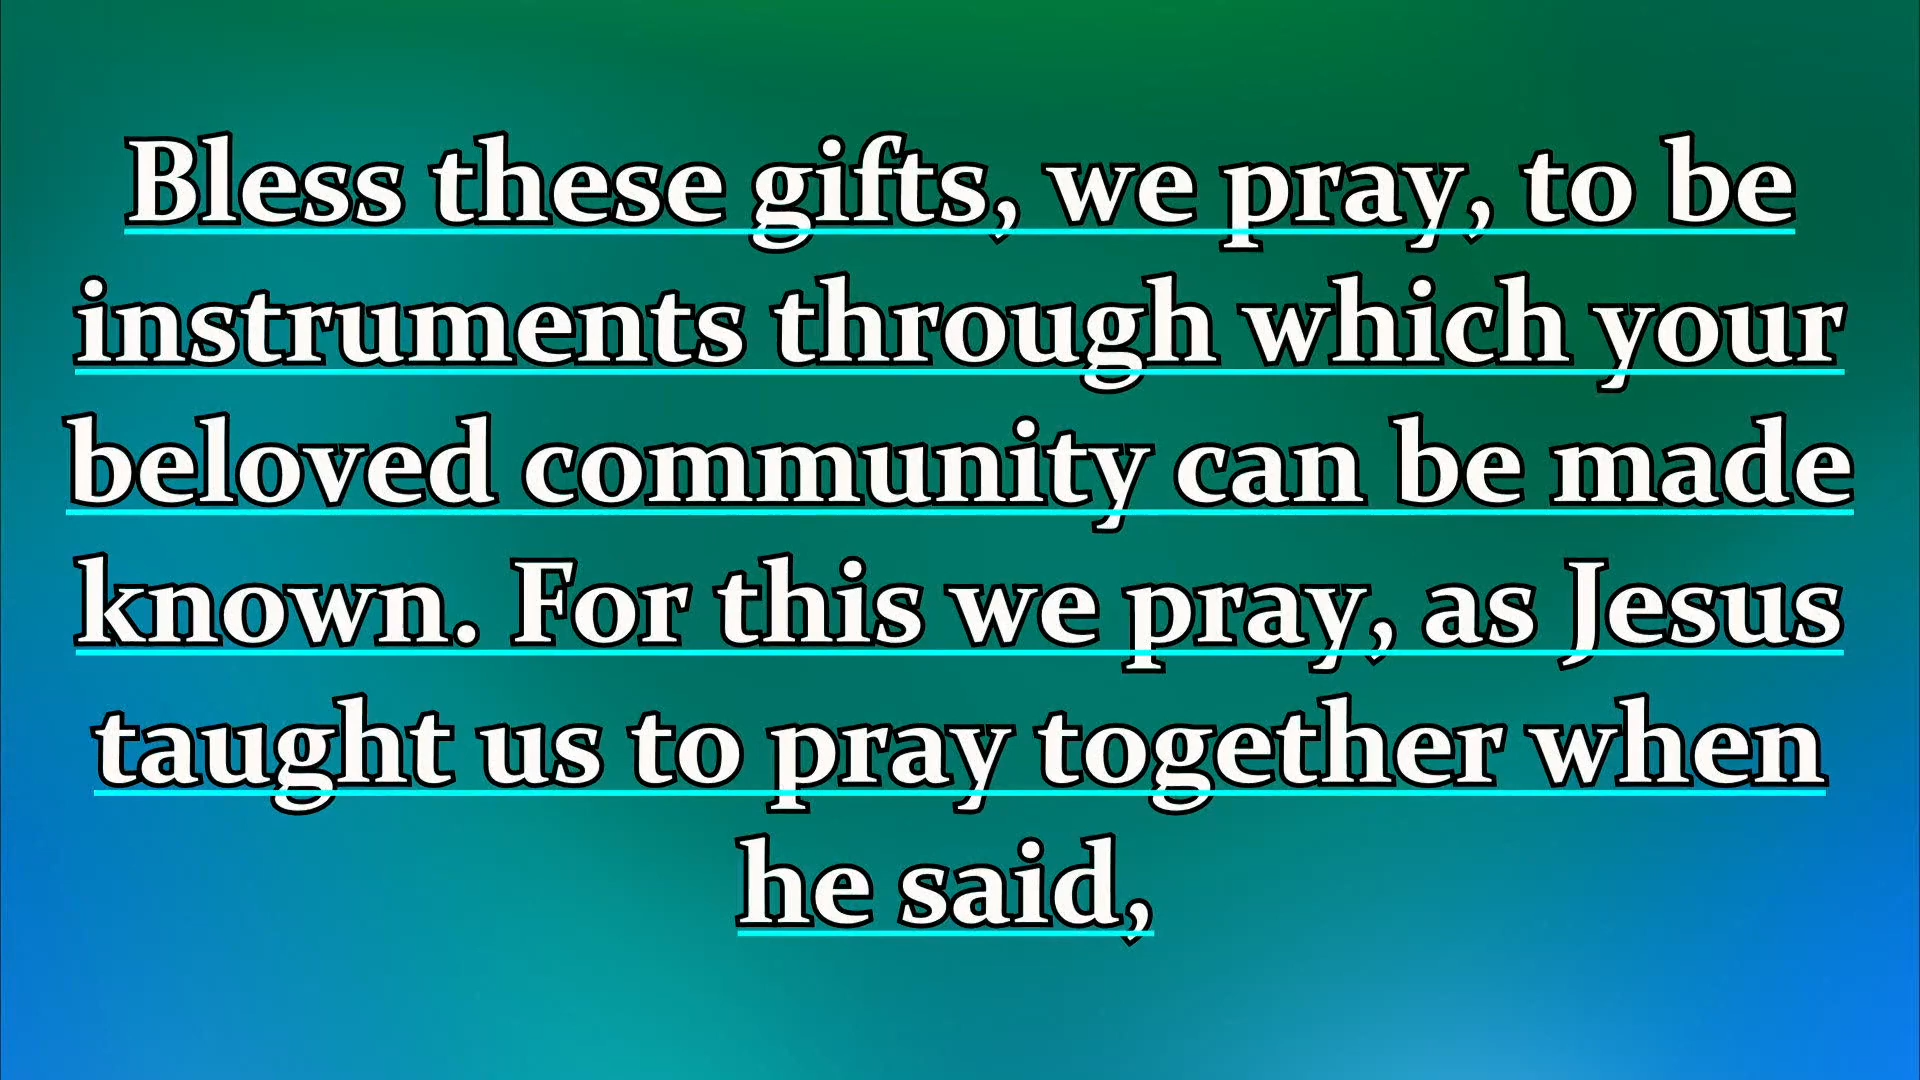 Bless these gifts, we pray, to be
instruments through which your
beloved community can be made
known. For this we pray, as Jesus
taught us to pray together when
he said,